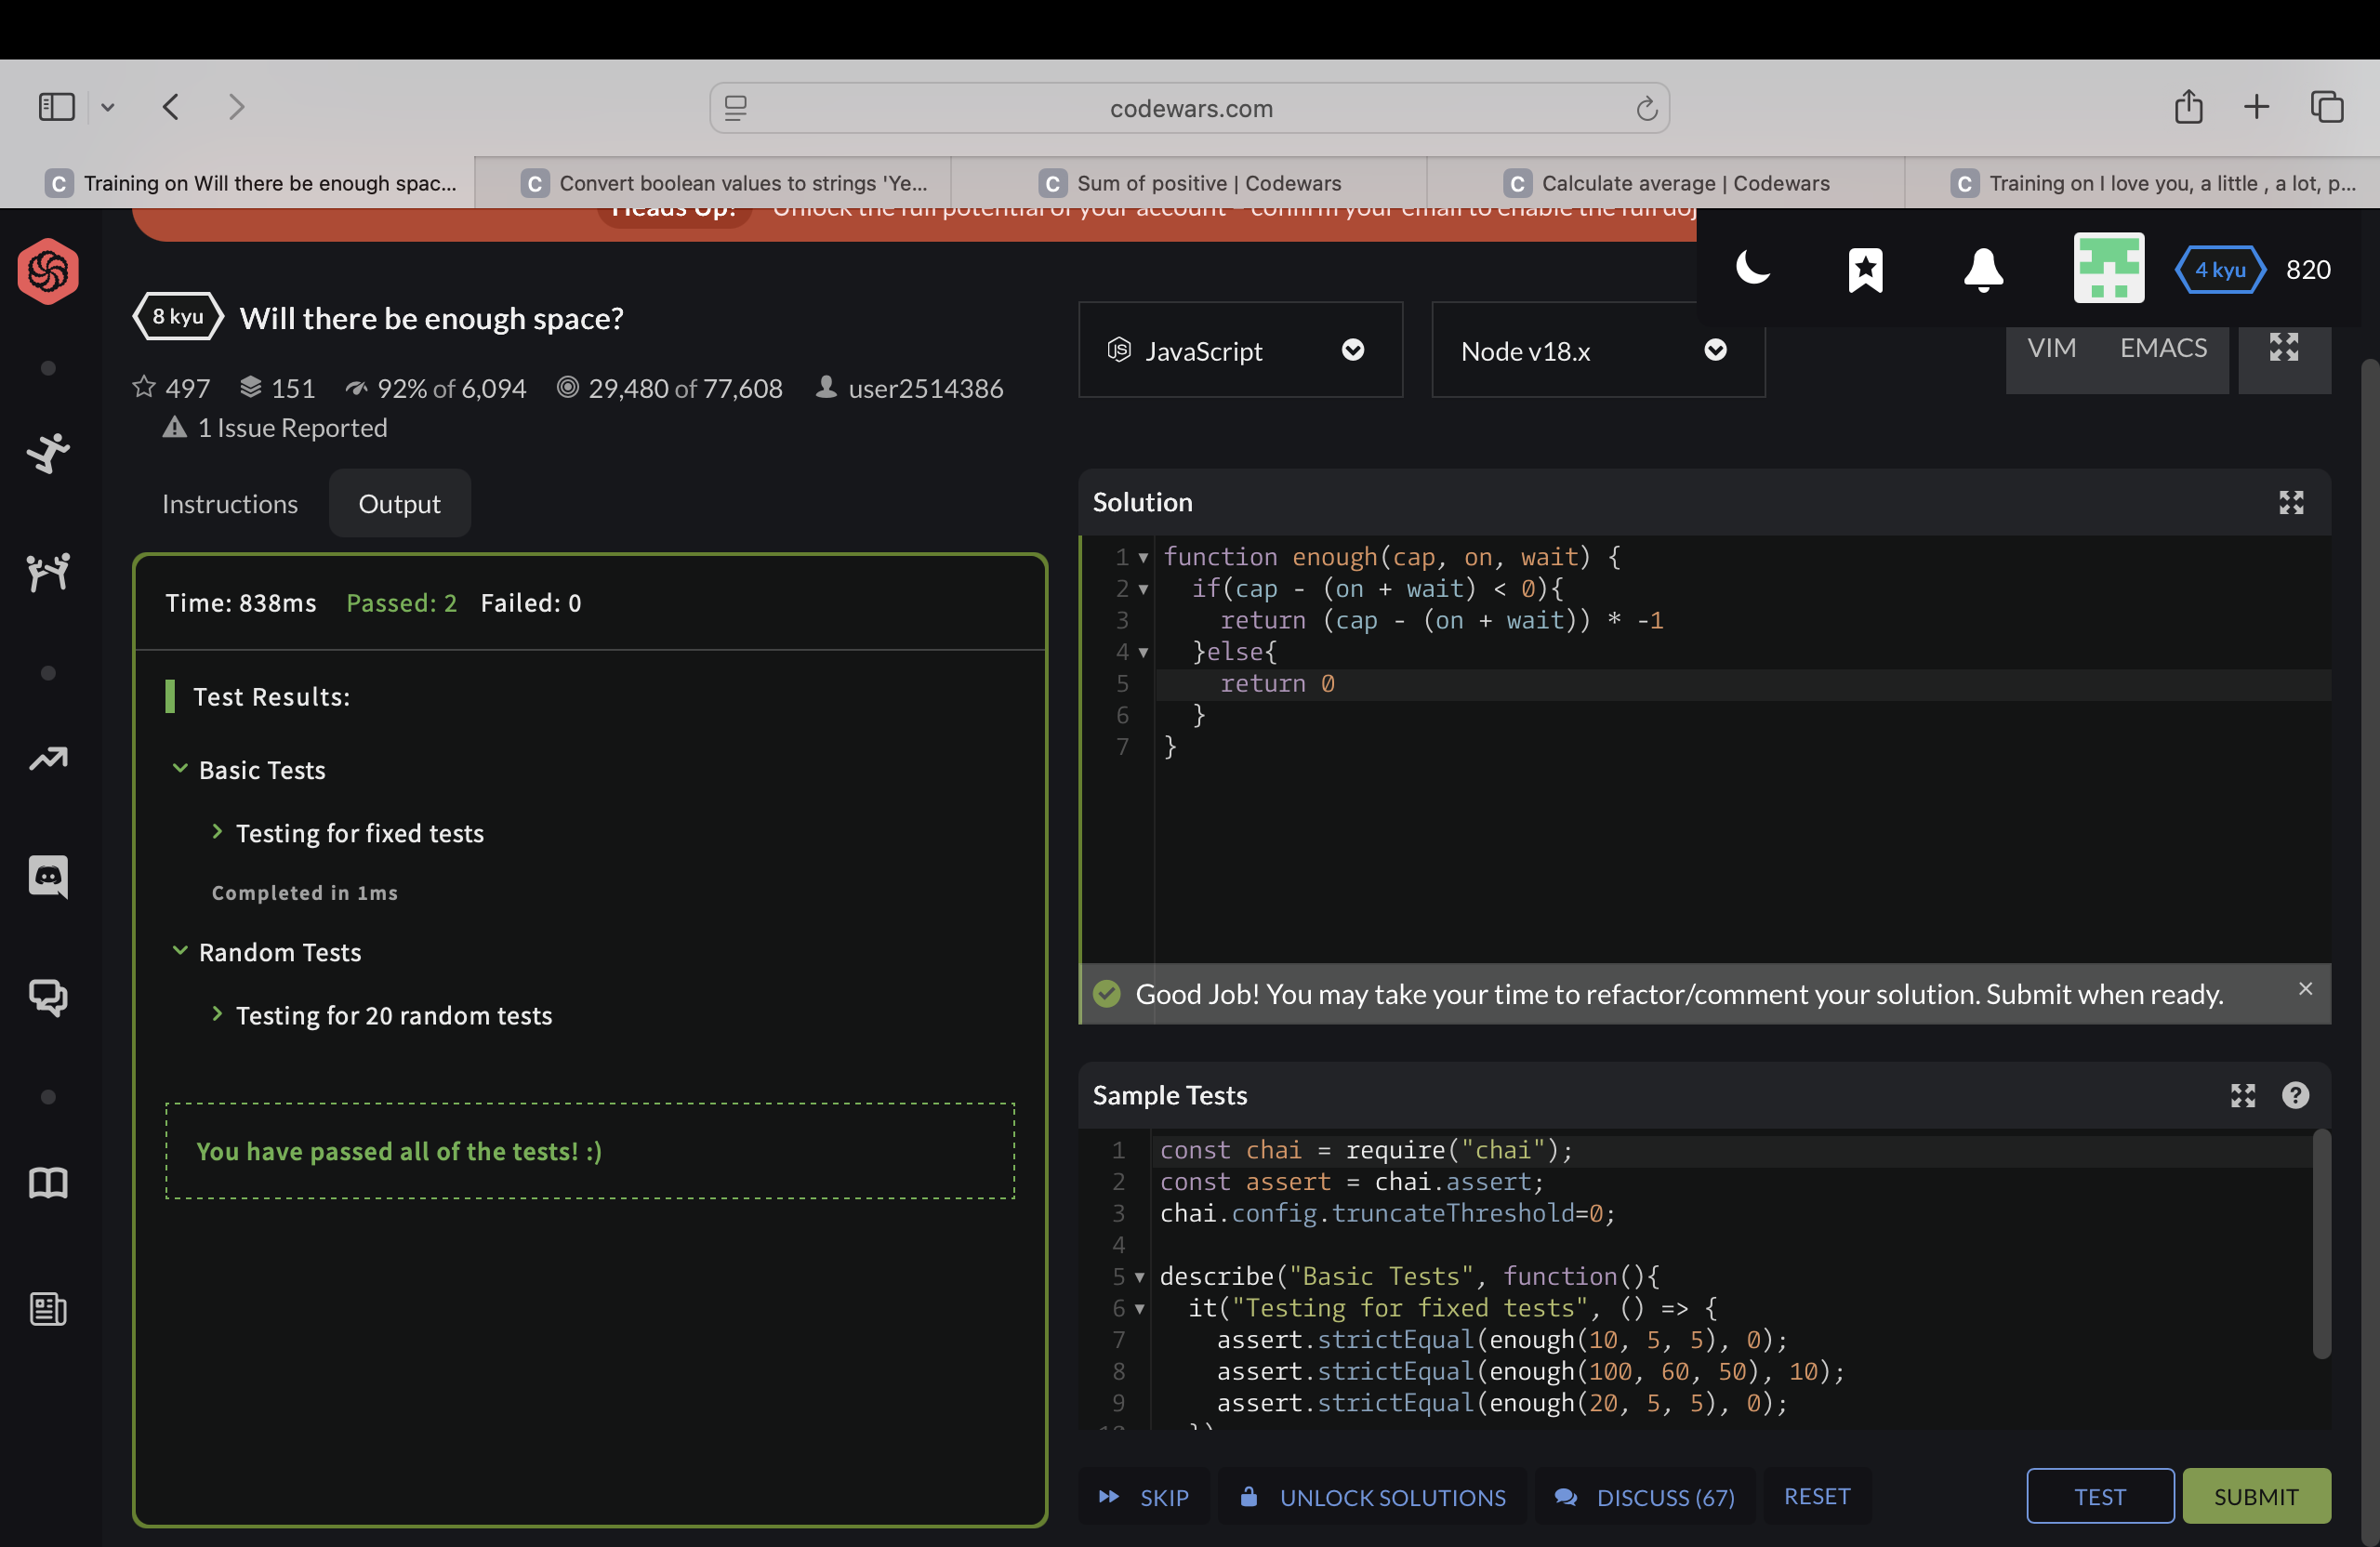 codewars.com
C Training on Will there be enough spac...
C Convert boolean values to strings 'Ye...
C Sum of positive | Codewars
C Calculate average | Codewars
C Training on I love you, a little , a lot, p...
Heads Up! Unlock the full potential of your account – confirm your email to enable the full doj
4 kyu 820
8 kyu Will there be enough space?
497 151 92% of 6,094 29,480 of 77,608 user2514386
1 Issue Reported
JavaScript
Node v18.x
VIM EMACS
Instructions Output
Time: 838ms Passed: 2 Failed: 0
Test Results:
Basic Tests
Testing for fixed tests
Completed in 1ms
Random Tests
Testing for 20 random tests
You have passed all of the tests! :)
Solution
1 function enough(cap, on, wait) {
2 if(cap - (on + wait) < 0){
3 return (cap - (on + wait)) * -1
4 }else{
5 return 0
6 }
7 }
Good Job! You may take your time to refactor/comment your solution. Submit when ready.
Sample Tests
1 const chai = require("chai");
2 const assert = chai.assert;
3 chai.config.truncateThreshold=0;
4
5 describe("Basic Tests", function(){
6 it("Testing for fixed tests", () => {
7 assert.strictEqual(enough(10, 5, 5), 0);
8 assert.strictEqual(enough(100, 60, 50), 10);
9 assert.strictEqual(enough(20, 5, 5), 0);
SKIP UNLOCK SOLUTIONS DISCUSS (67) RESET TEST SUBMIT